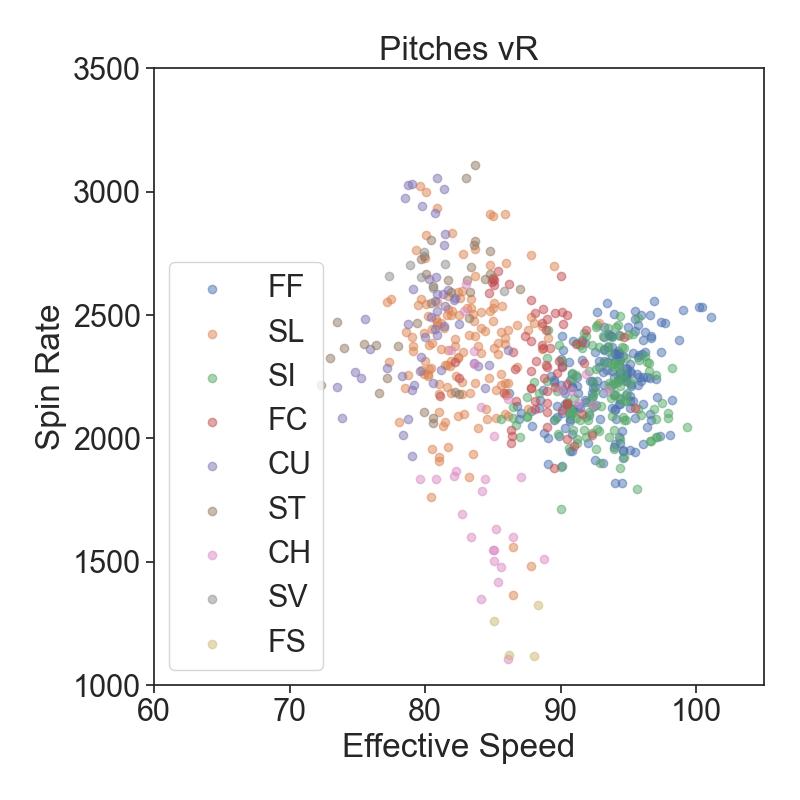 Pitches vR
3500
3000
2500
2000
1500
1000
Spin Rate
FF
SL
SI
FC
CU
ST
CH
SV
FS
60 70 80 90 100
Effective Speed